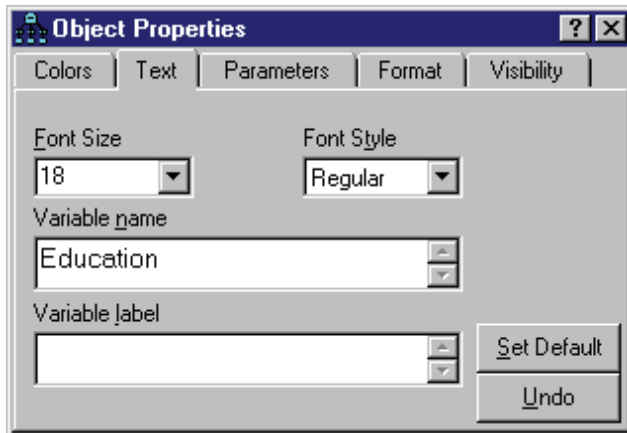 Object Properties ? ×
Colors Text Parameters Format Visibility
Font Size Font Style
18 Regular
Variable name
Education
Variable label
Set Default
Undo